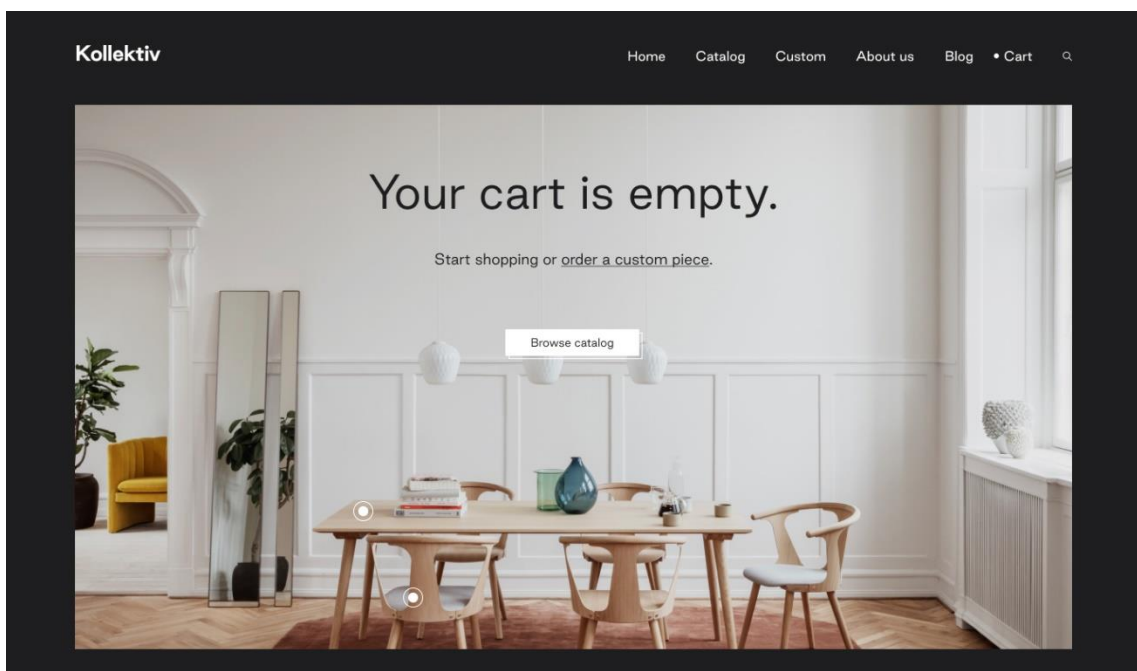 Kollektiv
Home Catalog Custom About us Blog • Cart
Your cart is empty.
Start shopping or order a custom piece.
Browse catalog